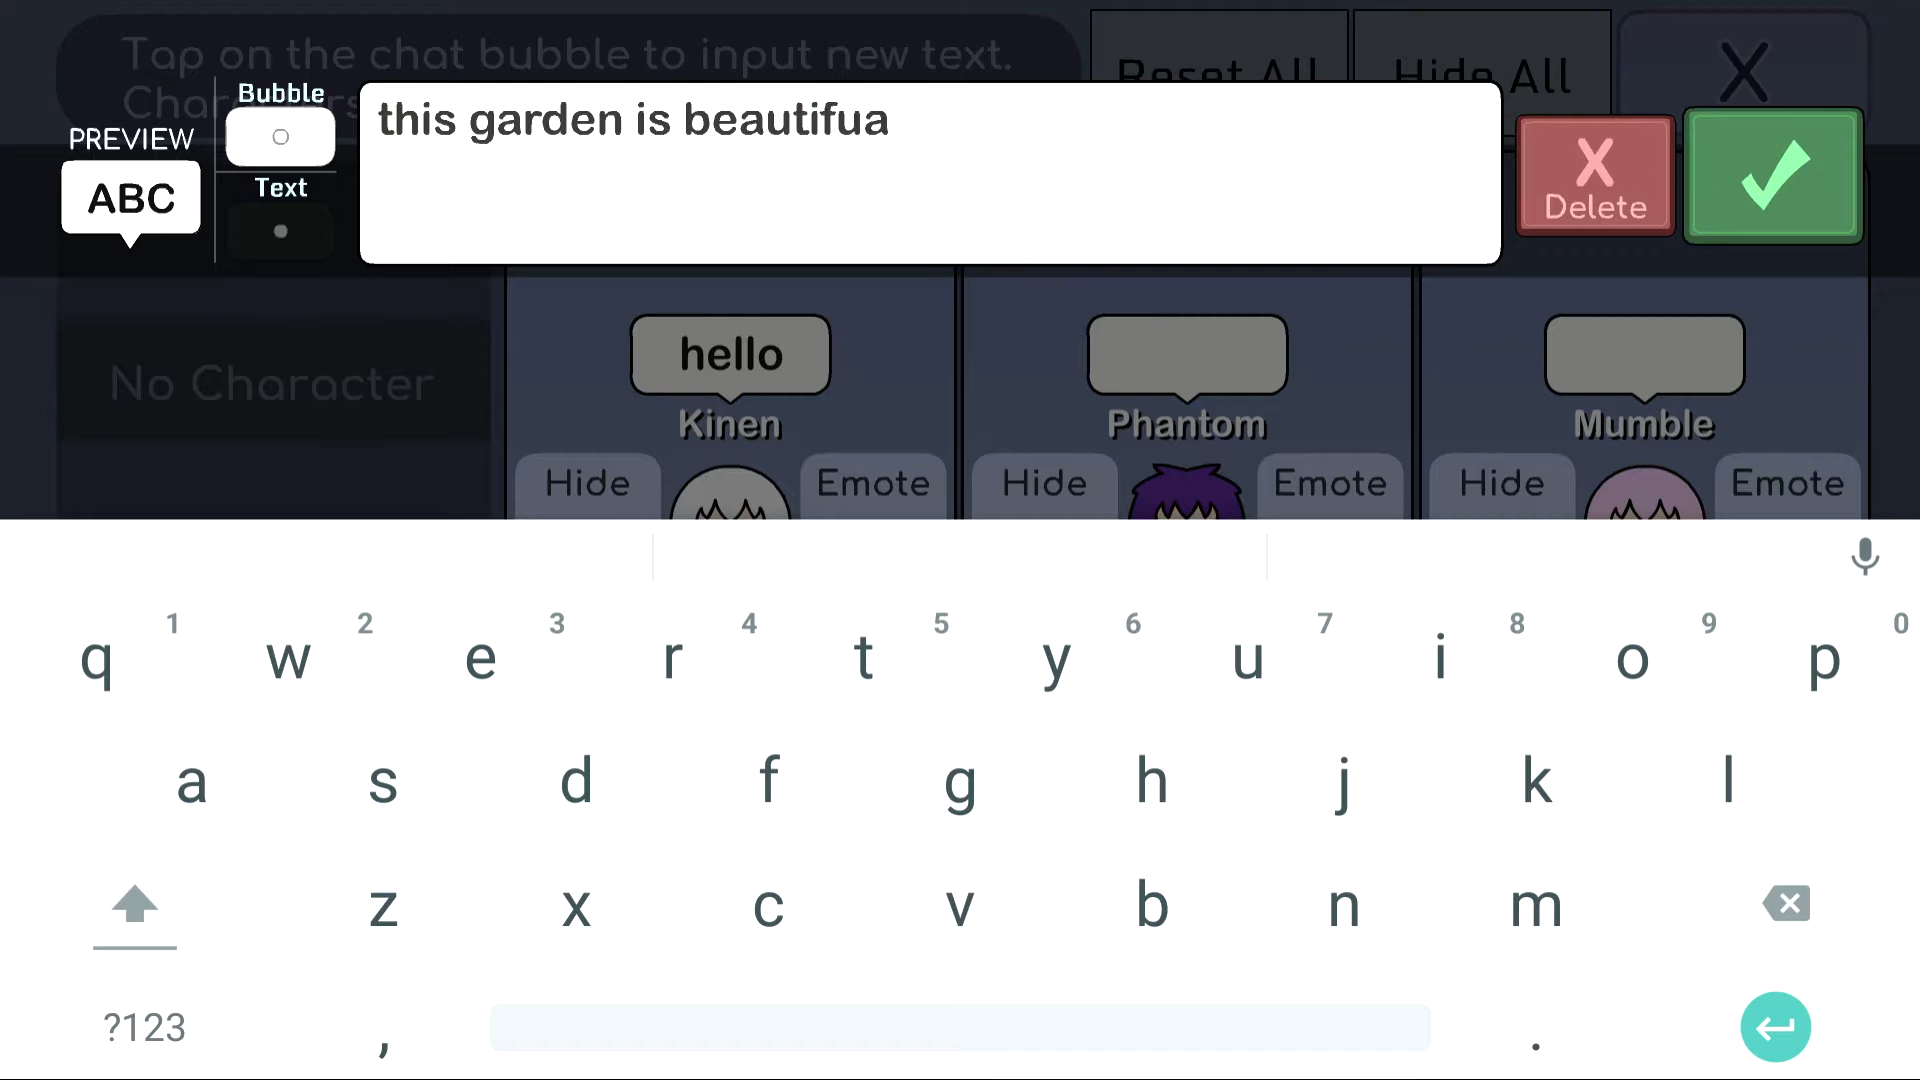 Tap on the chat bubble to input new text.
Reset All
Hide All
X
Bubble
PREVIEW
ABC
Text
this garden is beautifua
X
Delete
No Character
hello
Kinen
Phantom
Mumble
Hide
Emote
Hide
Emote
Hide
Emote
1 2 3 4 5 6 7 8 9 0
q w e r t y u i o p
a s d f g h j k l
z x c v b n m
?123 , .